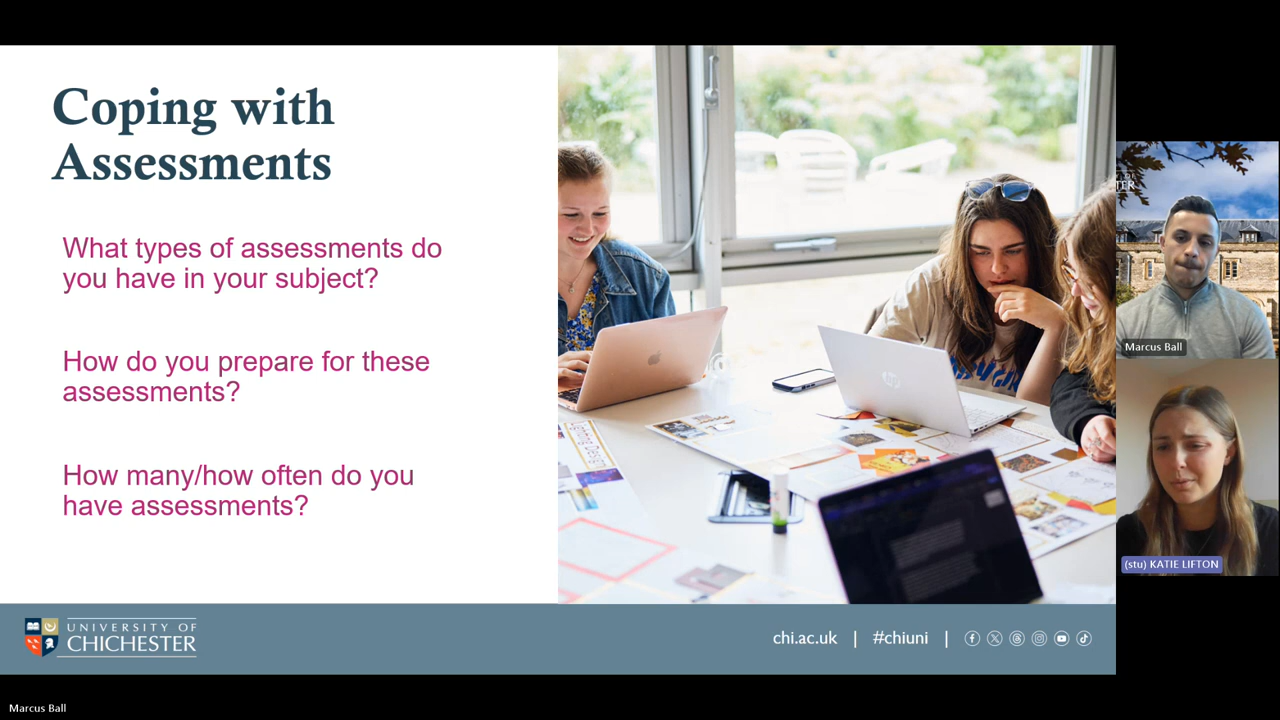 Coping with
Assessments
What types of assessments do
you have in your subject?
How do you prepare for these
assessments?
How many/how often do you
have assessments?
UNIVERSITY OF
CHICHESTER
chi.ac.uk | #chiuni |
TER
Marcus Ball
(stu) KATIE LIFTON
Marcus Ball
hp